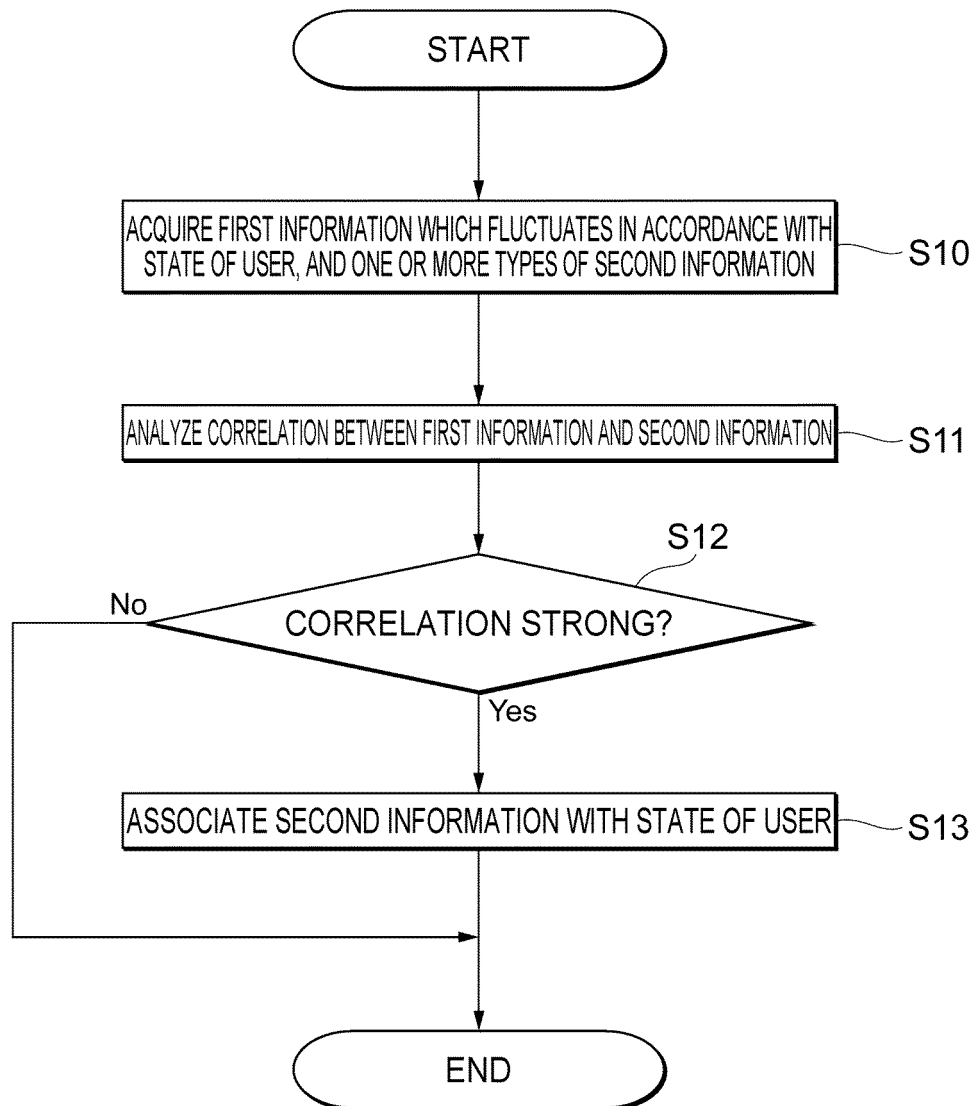 START
ACQUIRE FIRST INFORMATION WHICH FLUCTUATES IN ACCORDANCE WITH
STATE OF USER, AND ONE OR MORE TYPES OF SECOND INFORMATION
S10
ANALYZE CORRELATION BETWEEN FIRST INFORMATION AND SECOND INFORMATION
S11
S12
No
CORRELATION STRONG?
Yes
ASSOCIATE SECOND INFORMATION WITH STATE OF USER
S13
END